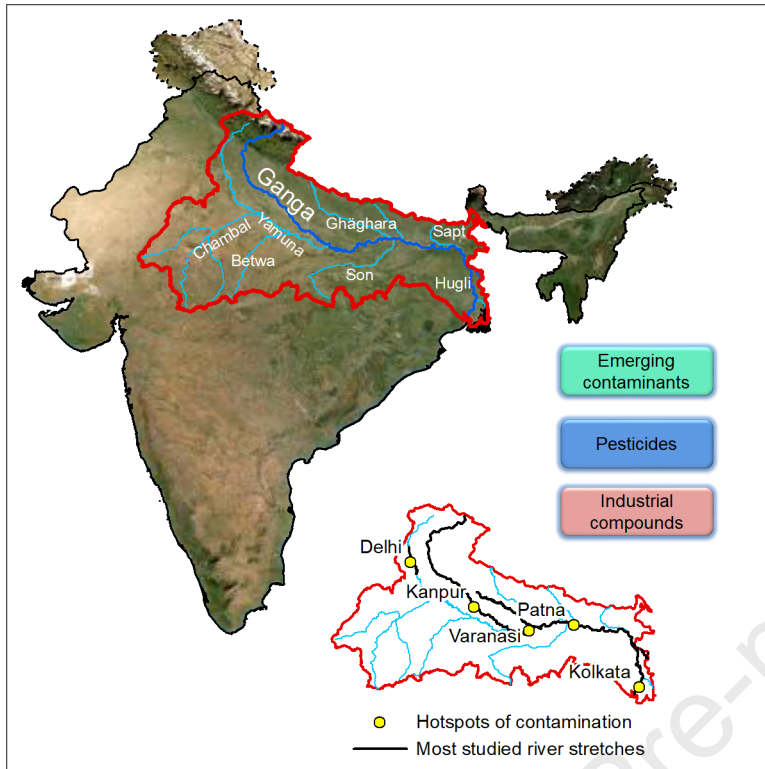 Ganga
Ghäghara
Sapt
Chambal
Yamuna
Betwa
Son
Hugli
Emerging
contaminants
Pesticides
Industrial
compounds
Delhi
Kanpur
Patna
Varanasi
Kolkata
Hotspots of contamination
Most studied river stretches